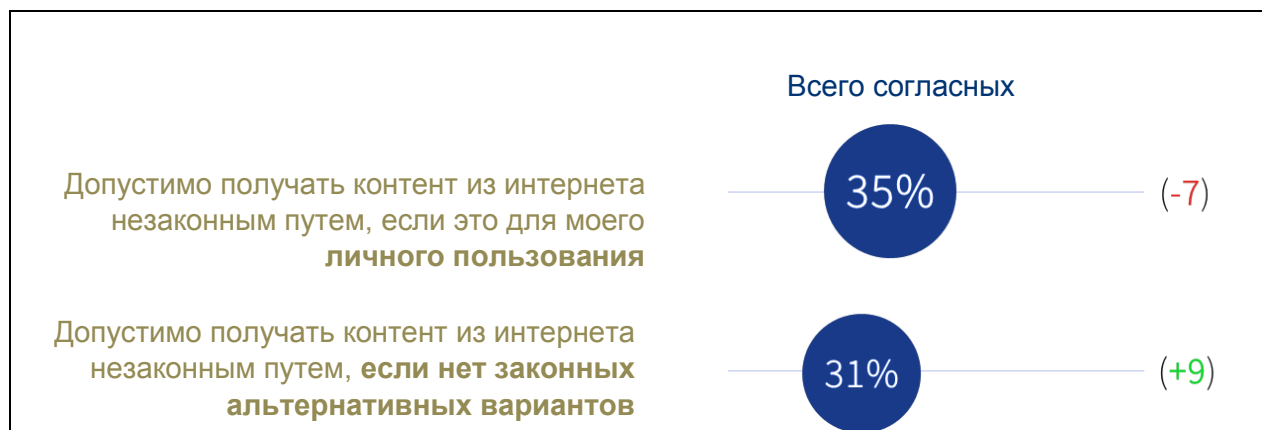 Всего согласных
Допустимо получать контент из интернета
незаконным путем, если это для моего
личного пользования
35%
(-7)
Допустимо получать контент из интернета
незаконным путем, если нет законных
альтернативных вариантов
31%
(+9)